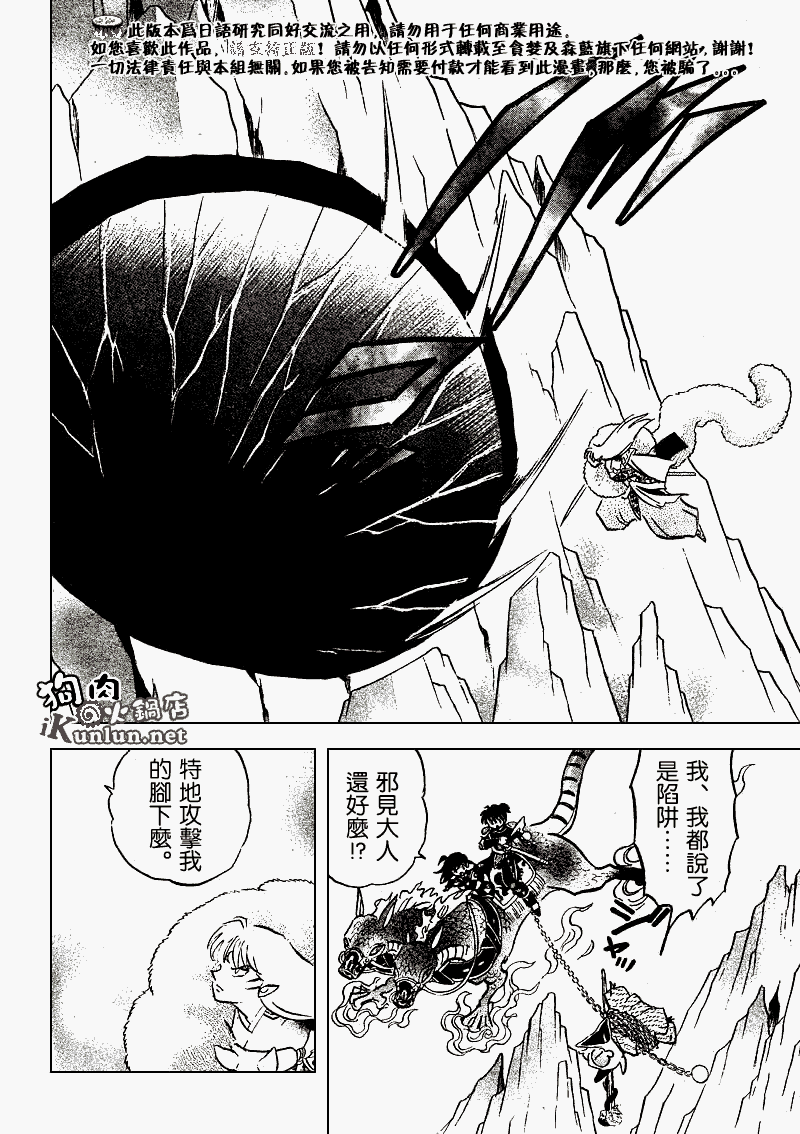 此版本爲日語研究同好交流之用，請勿用于任何商業用途。
如您喜歡此作品，請支持正版！請勿以任何形式轉載至貪婪及森藍旗下任何網站，謝謝！
一切法律責任與本組無關。如果您被告知需要付款才能看到此漫畫，那麽，您被騙了...
狗肉
火鍋店
iKunlun.net
我、我都說了
是陷阱……
邪見大人
還好麼!?
特地攻擊我
的腳下麼。